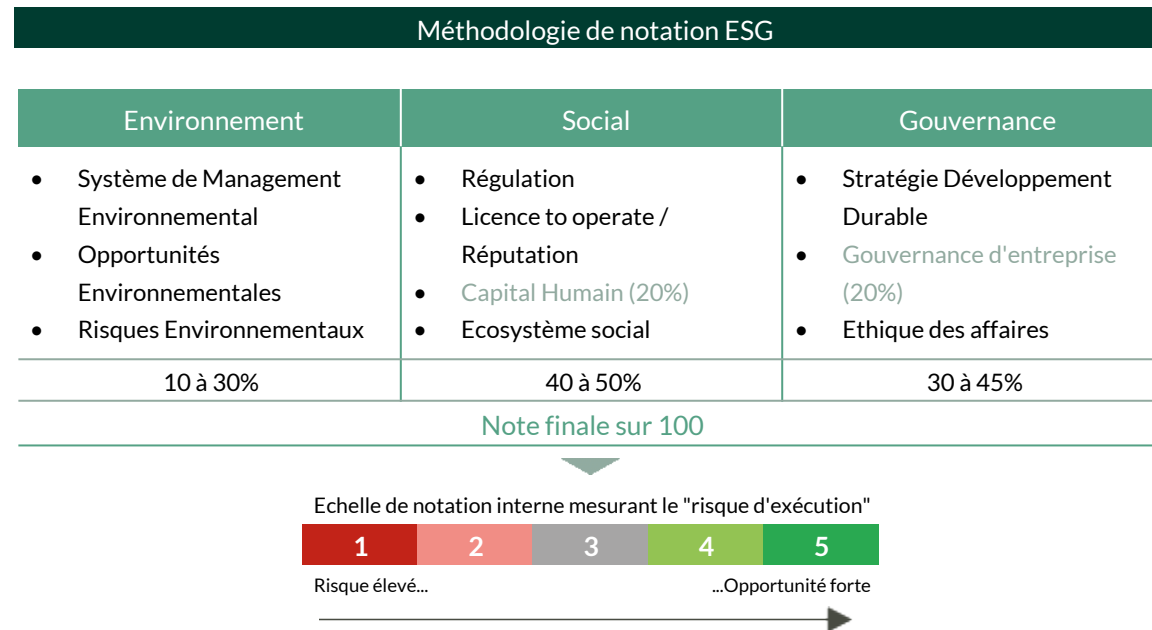 Méthodologie de notation ESG
Environnement
Social
Gouvernance
• Système de Management
Environnemental
• Opportunités
Environnementales
• Risques Environnementaux
• Régulation
• Licence to operate /
Réputation
• Capital Humain (20%)
• Ecosystème social
• Stratégie Développement
Durable
• Gouvernance d'entreprise
(20%)
• Ethique des affaires
10 à 30%
40 à 50%
30 à 45%
Note finale sur 100
Echelle de notation interne mesurant le "risque d'exécution"
1 2 3 4 5
Risque élevé...
...Opportunité forte